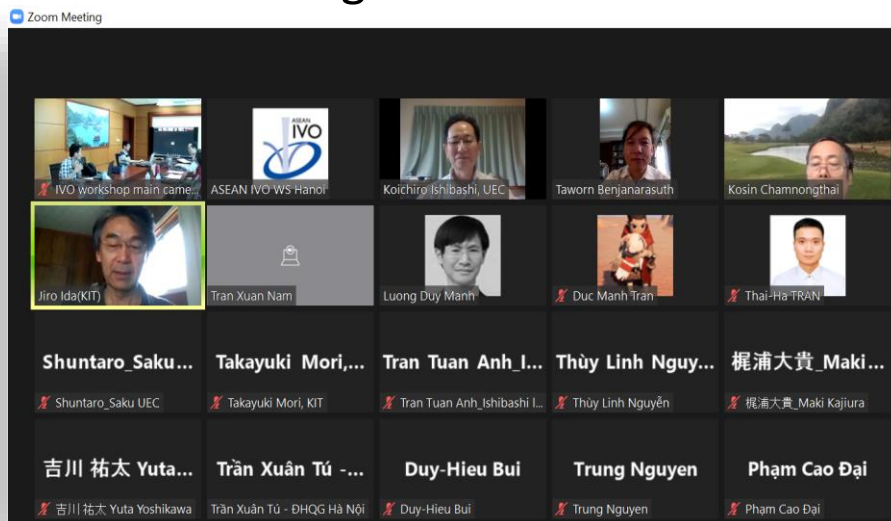 Zoom Meeting
ASEAN
IVO
IVO workshop main came...
ASEAN IVO WS Hanoi
Koichiro Ishibashi, UEC
Taworn Benjanarasuth
Kosin Chamnongthai
Jiro Ida(KIT)
Tran Xuan Nam
Luong Duy Manh
Duc Manh Tran
Thai-Ha TRAN
Shuntaro_Saku...
Takayuki Mori,...
Tran Tuan Anh_I...
Thùy Linh Nguy...
梶浦大貴_Maki...
Shuntaro_Saku UEC
Takayuki Mori, KIT
Tran Tuan Anh_Ishibashi l...
Thùy Linh Nguyễn
梶浦大貴_Maki Kajiura
吉川 祐太 Yuta...
Trần Xuân Tú -...
Duy-Hieu Bui
Trung Nguyen
Phạm Cao Đại
吉川 祐太 Yuta Yoshikawa
Trần Xuân Tú - ĐHQG Hà Nội
Duy-Hieu Bui
Trung Nguyen
Phạm Cao Đại